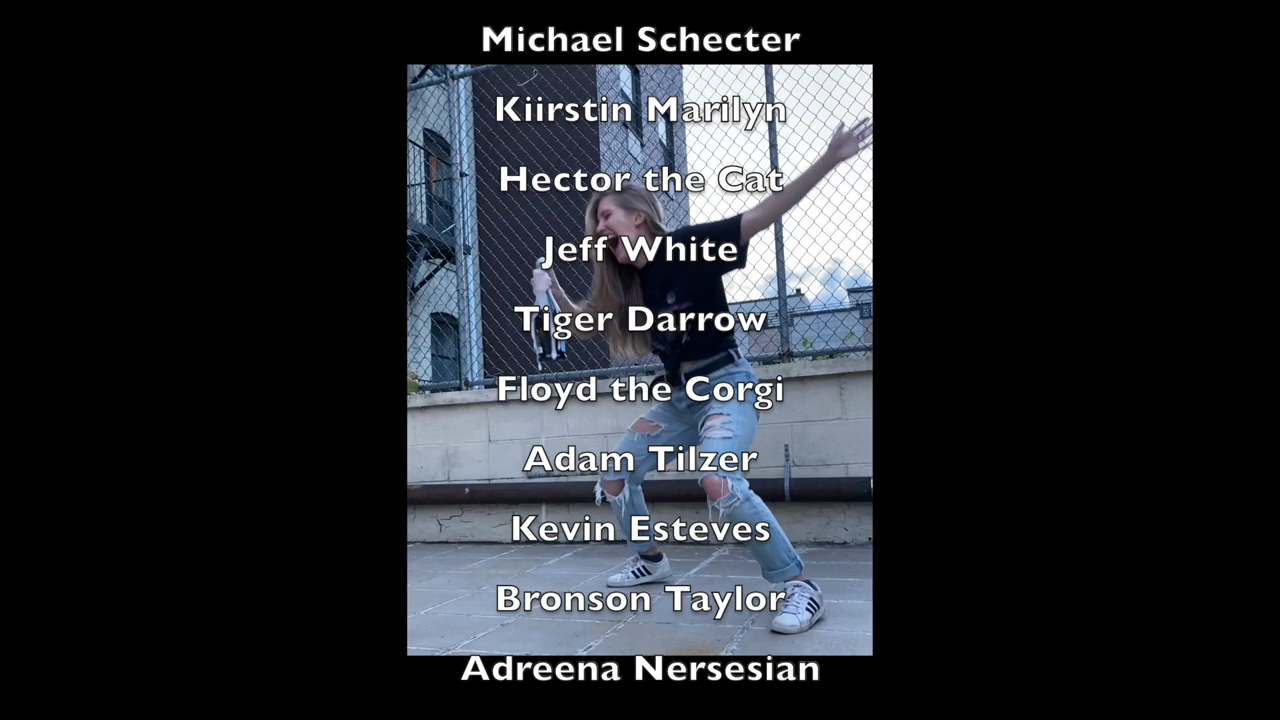 Michael Schecter
Kiirstin Marilyn
Hector the Cat
Jeff White
Tiger Darrow
Floyd the Corgi
Adam Tilzer
Kevin Esteves
Bronson Taylor
Adreena Nersesian